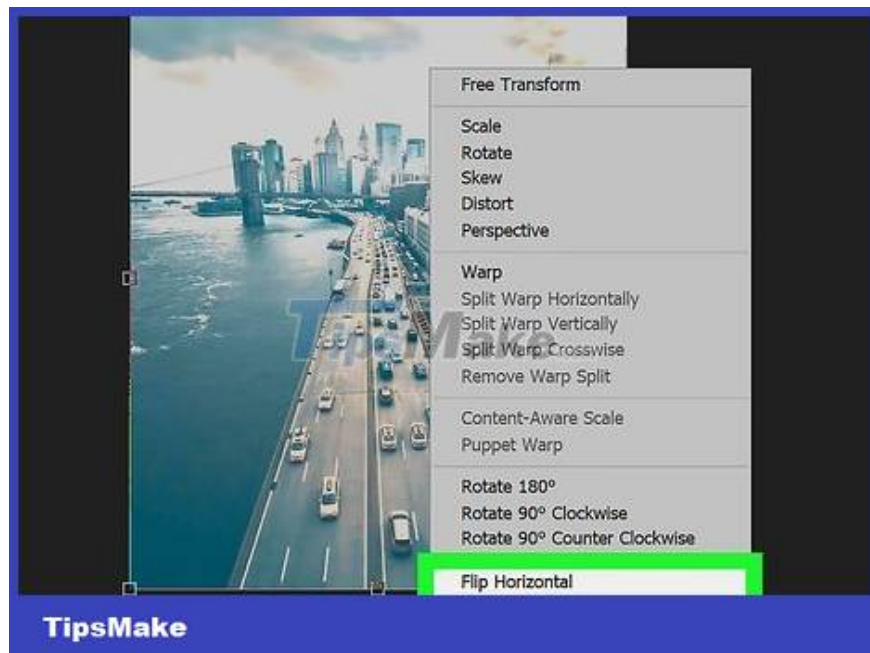 Free Transform
Scale
Rotate
Skew
Distort
Perspective
Warp
Split Warp Horizontally
Split Warp Vertically
Split Warp Crosswise
Remove Warp Split
Content-Aware Scale
Puppet Warp
Rotate 180°
Rotate 90° Clockwise
Rotate 90° Counter Clockwise
Flip Horizontal
TipsMake
TipsMake